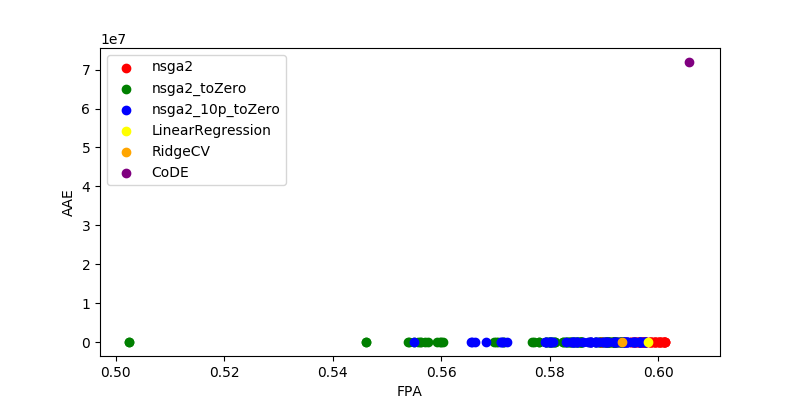 1e7
7
6
5
4
3
2
1
0
AAE
nsga2
nsga2_toZero
nsga2_10p_toZero
LinearRegression
RidgeCV
CoDE
0.50 0.52 0.54 0.56 0.58 0.60
FPA